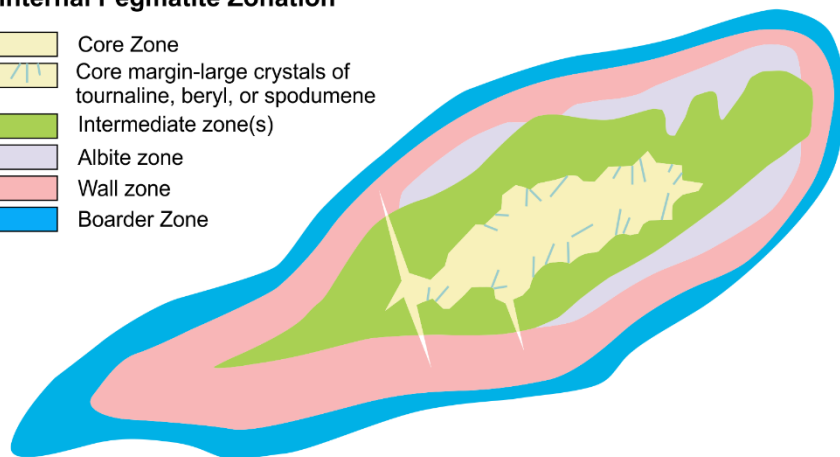 Internal Pegmatite Zonation
Core Zone
Core margin-large crystals of
tournaline, beryl, or spodumene
Intermediate zone(s)
Albite zone
Wall zone
Boarder Zone